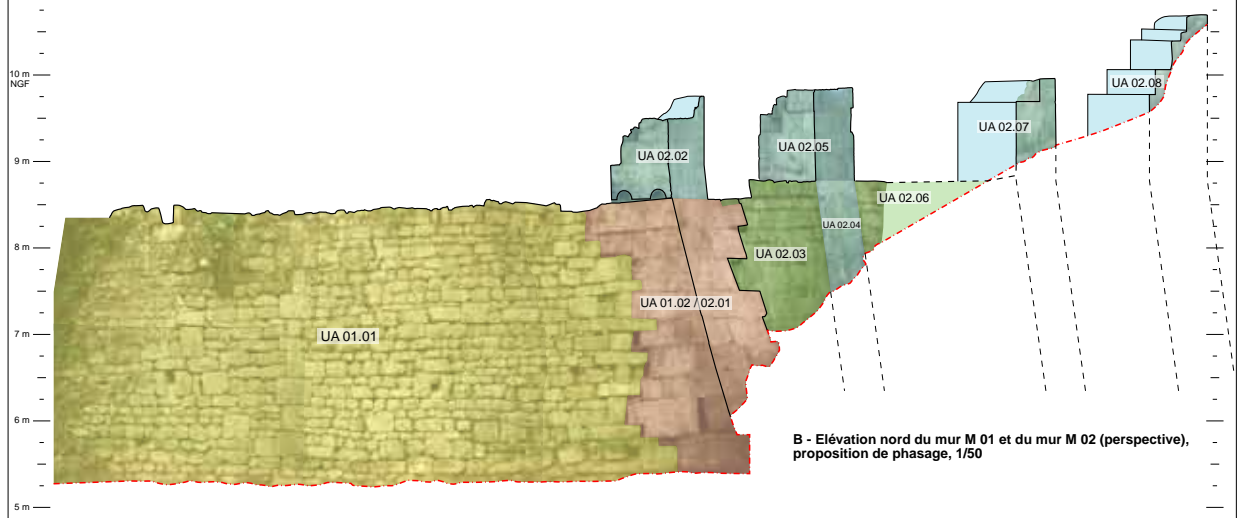 10 m
NGF
9 m
8 m
7 m
6 m
5 m
UA 02.02
UA 02.05
UA 02.07
UA 02.08
UA 02.06
UA 02.04
UA 02.03
UA 01.02 / 02.01
UA 01.01
B - Elévation nord du mur M 01 et du mur M 02 (perspective),
proposition de phasage, 1/50